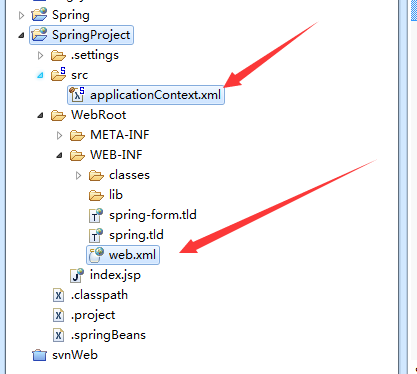 Spring
SpringProject
.settings
src
applicationContext.xml
WebRoot
META-INF
WEB-INF
classes
lib
spring-form.tld
spring.tld
web.xml
index.jsp
.classpath
.project
.springBeans
svnWeb